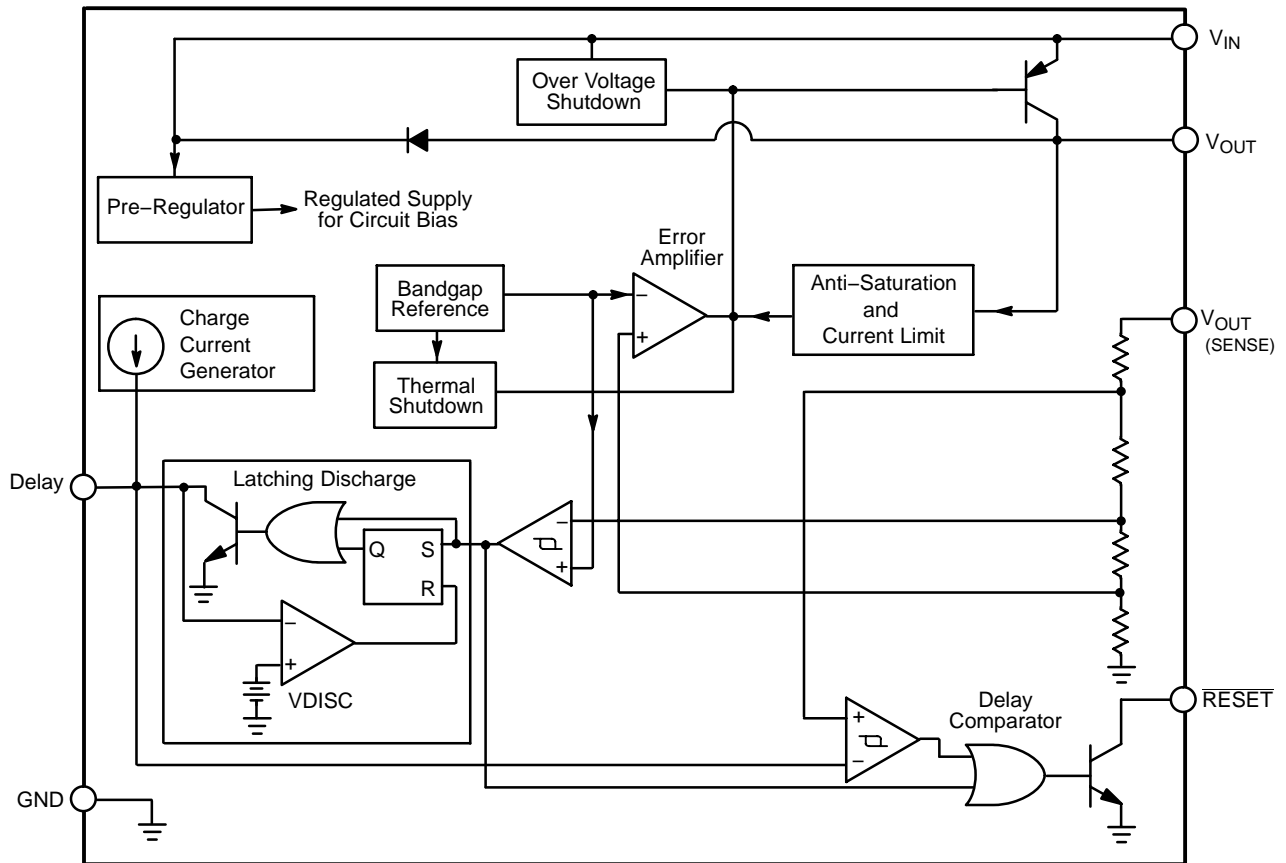 V_IN
Over Voltage
Shutdown
V_OUT
Pre−Regulator
Regulated Supply
for Circuit Bias
Error
Amplifier
Bandgap
Reference
−
+
Anti−Saturation
and
Current Limit
V_OUT
(SENSE)
Charge
Current
Generator
Thermal
Shutdown
Delay
Latching Discharge
Q
S
R
−
+
−
+
VDISC
Delay
Comparator
+
−
RESET
GND